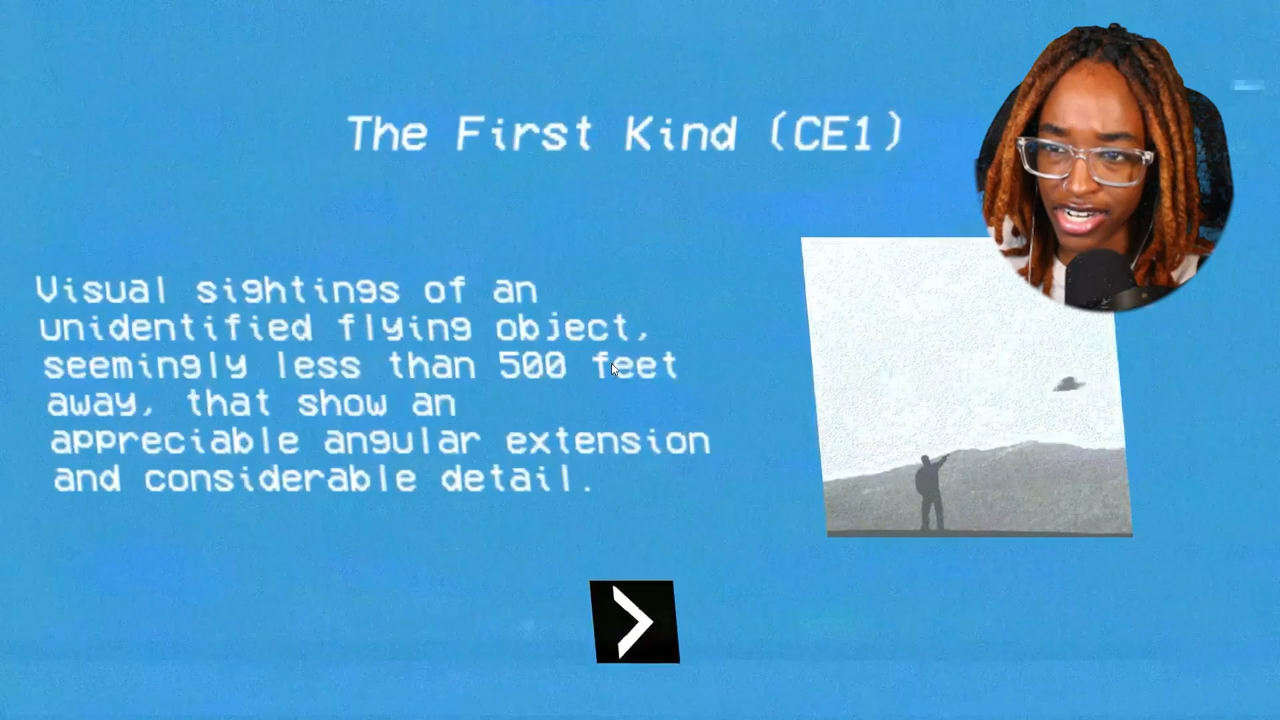 The First Kind (CE1)
Visual sightings of an
unidentified flying object,
seemingly less than 500 feet
away, that show an
appreciable angular extension
and considerable detail.